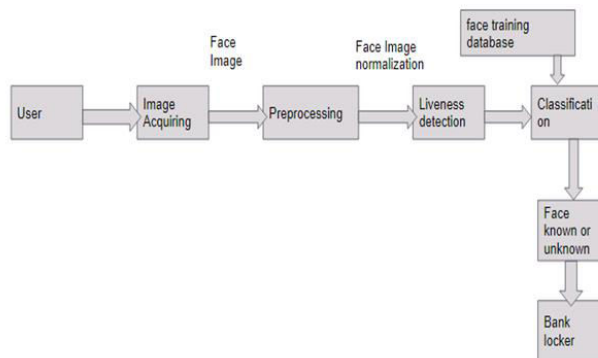 face training
database
Face
Image
Face Image
normalization
User
Image
Acquiring
Preprocessing
Liveness
detection
Classificati
on
Face
known or
unknown
Bank
locker